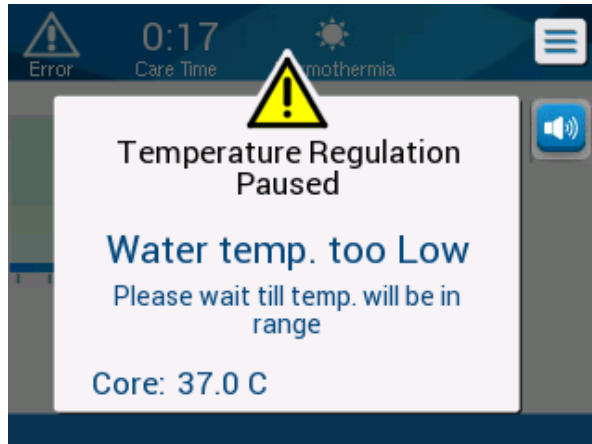 0:17
Error
Care Time
mothermia
Temperature Regulation
Paused
Water temp. too Low
Please wait till temp. will be in
range
Core: 37.0 C